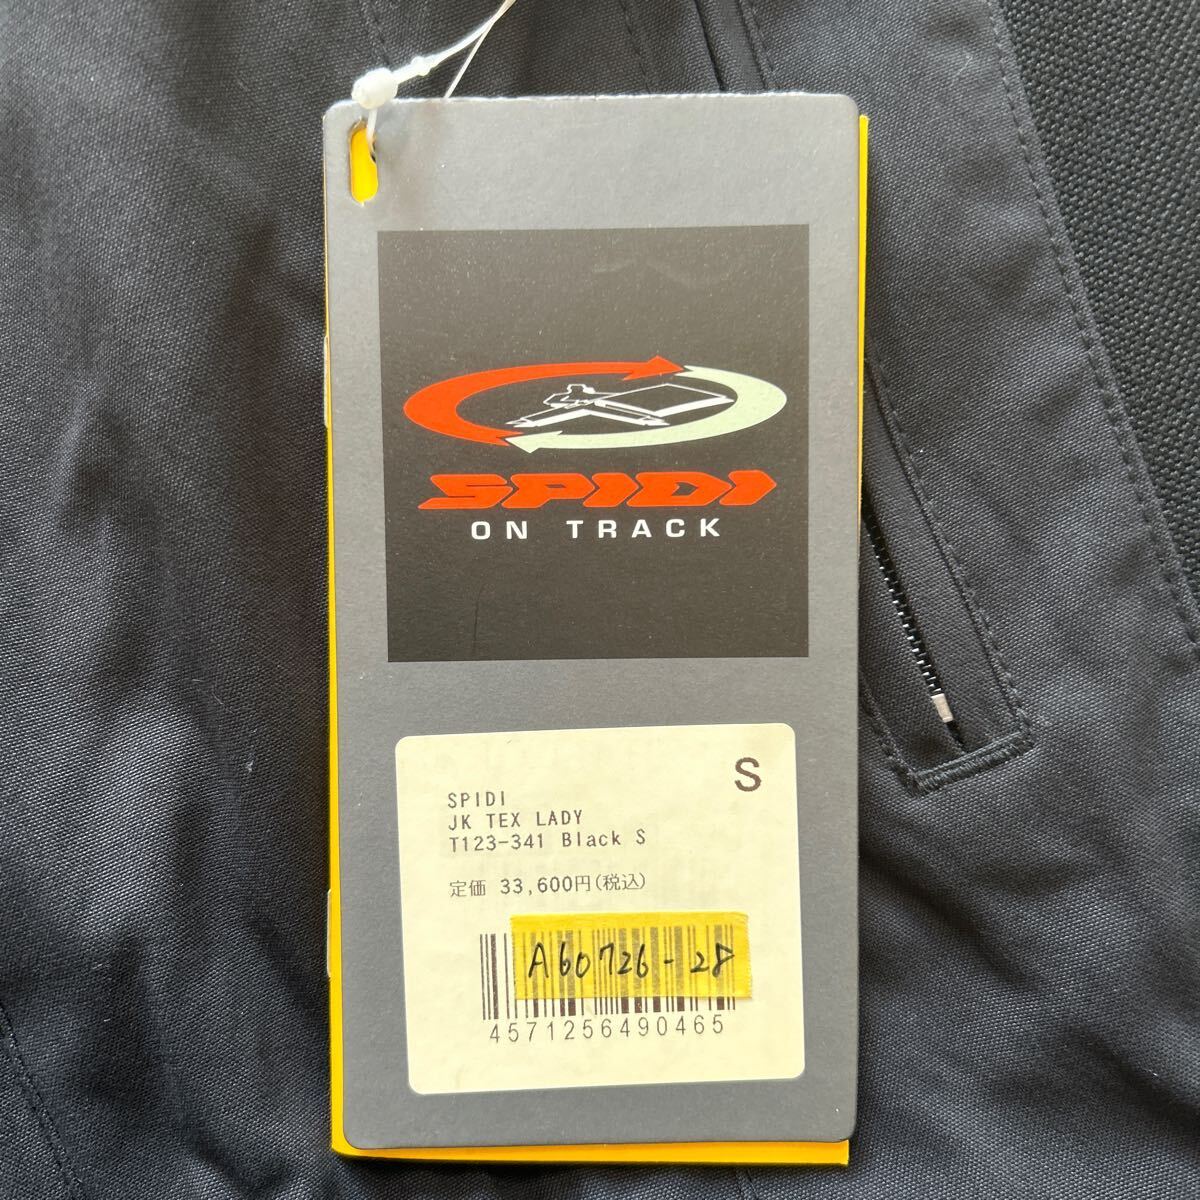 SPIDI
ON TRACK
S
SPIDI
JK TEX LADY
T123-341 Black S
定価 33,600円(税込)
A60726-28
4571256490465